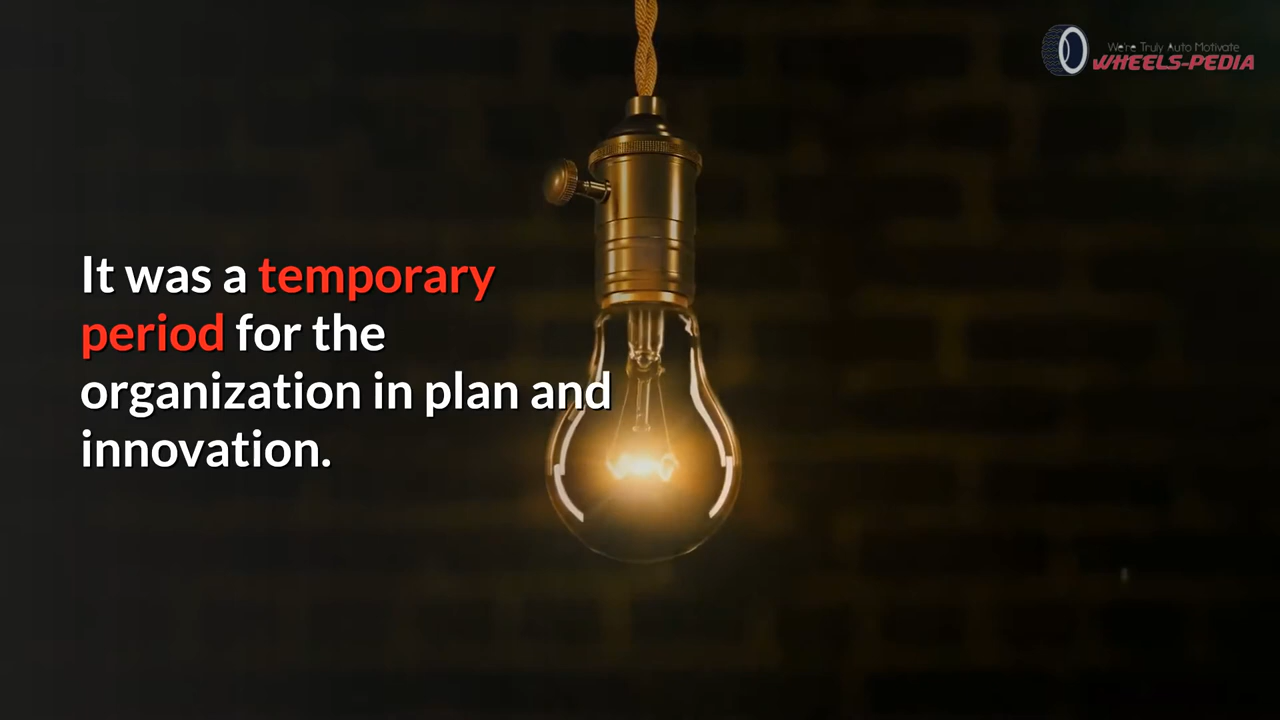 We're Truly Auto Motivate
WHEELS-PEDIA
It was a temporary
period for the
organization in plan and
innovation.